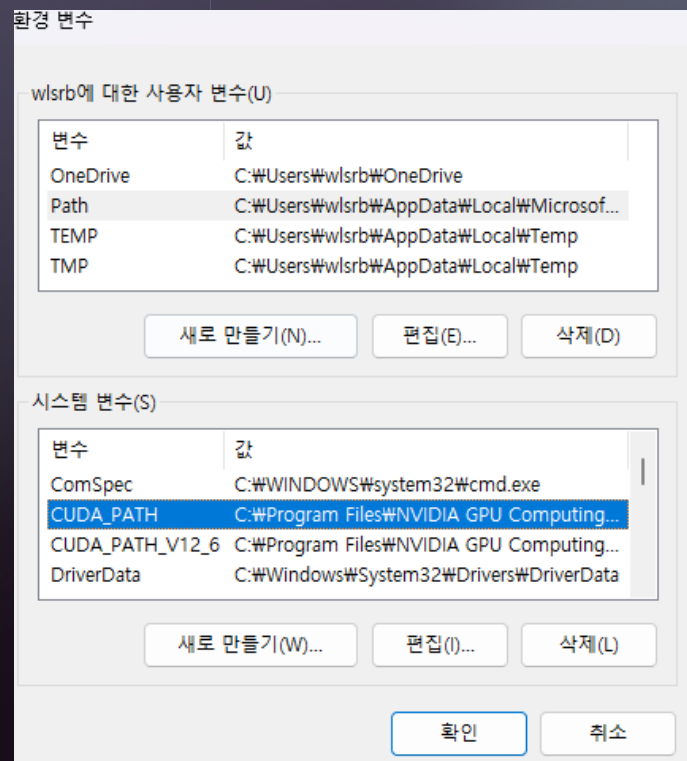 환경 변수
wlsrb에 대한 사용자 변수(U)
변수 값
OneDrive C:₩Users₩wlsrb₩OneDrive
Path C:₩Users₩wlsrb₩AppData₩Local₩Microsof...
TEMP C:₩Users₩wlsrb₩AppData₩Local₩Temp
TMP C:₩Users₩wlsrb₩AppData₩Local₩Temp
새로 만들기(N)... 편집(E)... 삭제(D)
시스템 변수(S)
변수 값
ComSpec C:₩WINDOWS₩system32₩cmd.exe
CUDA_PATH C:₩Program Files₩NVIDIA GPU Computing...
CUDA_PATH_V12_6 C:₩Program Files₩NVIDIA GPU Computing...
DriverData C:₩Windows₩System32₩Drivers₩DriverData
새로 만들기(W)... 편집(I)... 삭제(L)
확인 취소